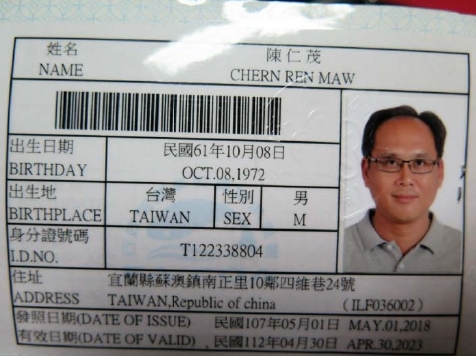 姓名 陳仁茂
NAME CHERN REN MAW
出生日期 民國61年10月08日
BIRTHDAY OCT.08,1972
出生地 台灣 性別 男
BIRTHPLACE TAIWAN SEX M
身分證號碼
I.D.NO. T122338804
住址 宜蘭縣蘇澳鎮南正里10鄰四維巷24號
ADDRESS TAIWAN,Republic of china (ILF036002)
發照日期(DATE OF ISSUE) 民國107年05月01日 MAY.01,2018
有效日期(DATE OF VALID) 民國112年04月30日 APR.30,2023